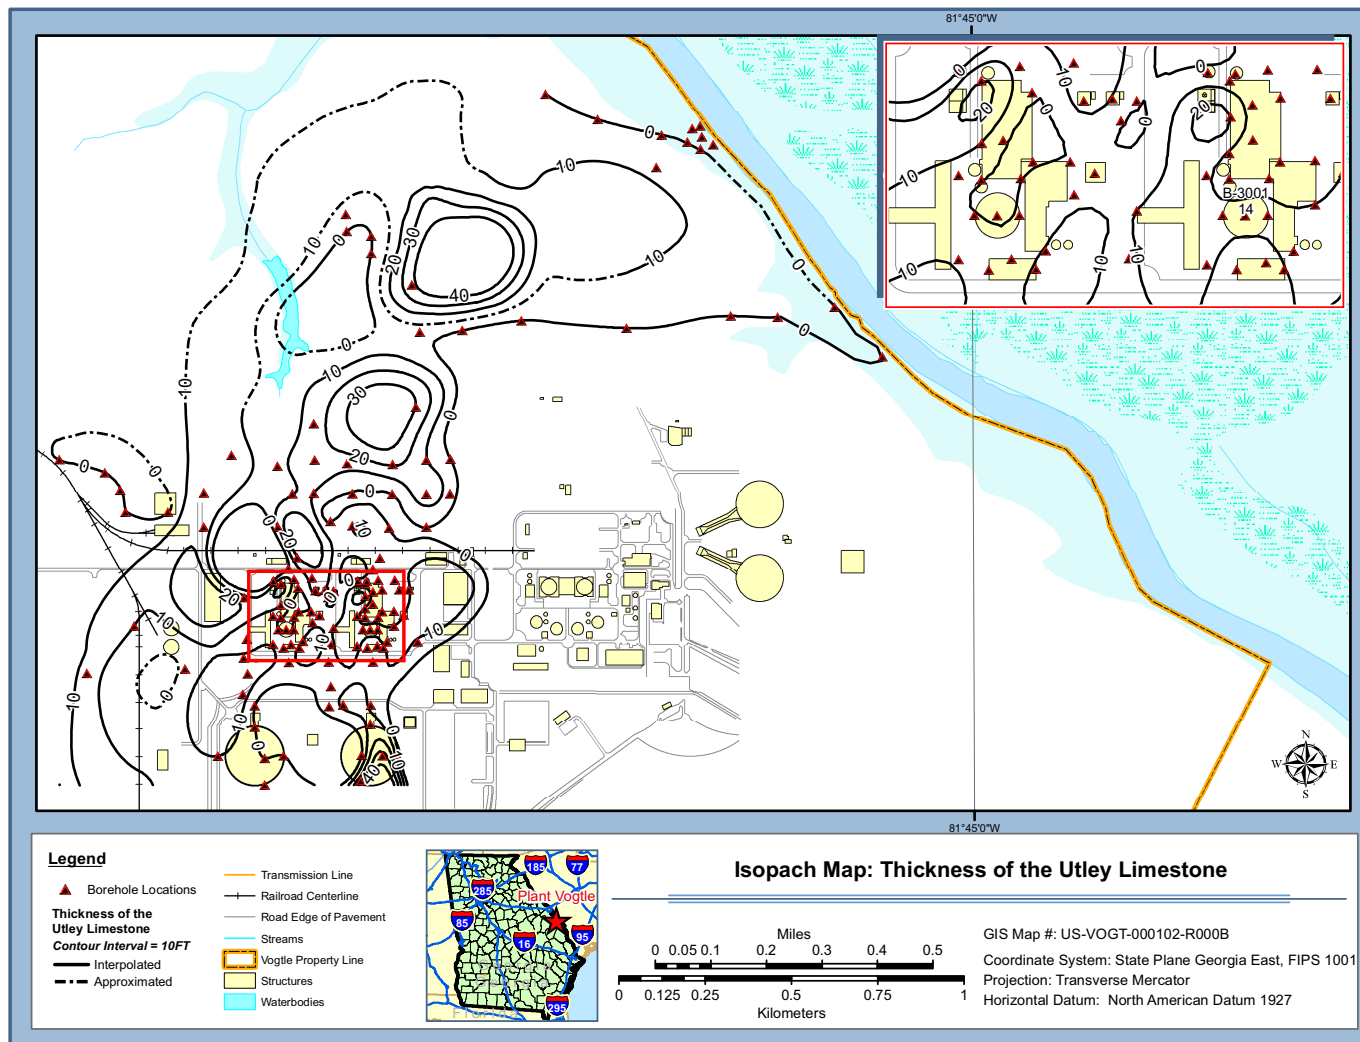 81°45'0"W
0
10
0
20
0
10
0
20
10
B-3001
14
10
10
0
10
10
0
30
20
40
10
0
0
0
10
10
30
0
20
0
0
0
0
20
10
0
20
10
10
10
10
0
0
10
0
40
N
W
E
S
81°45'0"W
Legend
Borehole Locations
Thickness of the
Utley Limestone
Contour Interval = 10FT
Interpolated
Approximated
Transmission Line
Railroad Centerline
Road Edge of Pavement
Streams
Vogtle Property Line
Structures
Waterbodies
185
77
285
Plant Vogtle
85
16
95
295
Isopach Map: Thickness of the Utley Limestone
Miles
0 0.05 0.1 0.2 0.3 0.4 0.5
0 0.125 0.25 0.5 0.75 1
Kilometers
GIS Map #: US-VOGT-000102-R000B
Coordinate System: State Plane Georgia East, FIPS 1001
Projection: Transverse Mercator
Horizontal Datum: North American Datum 1927